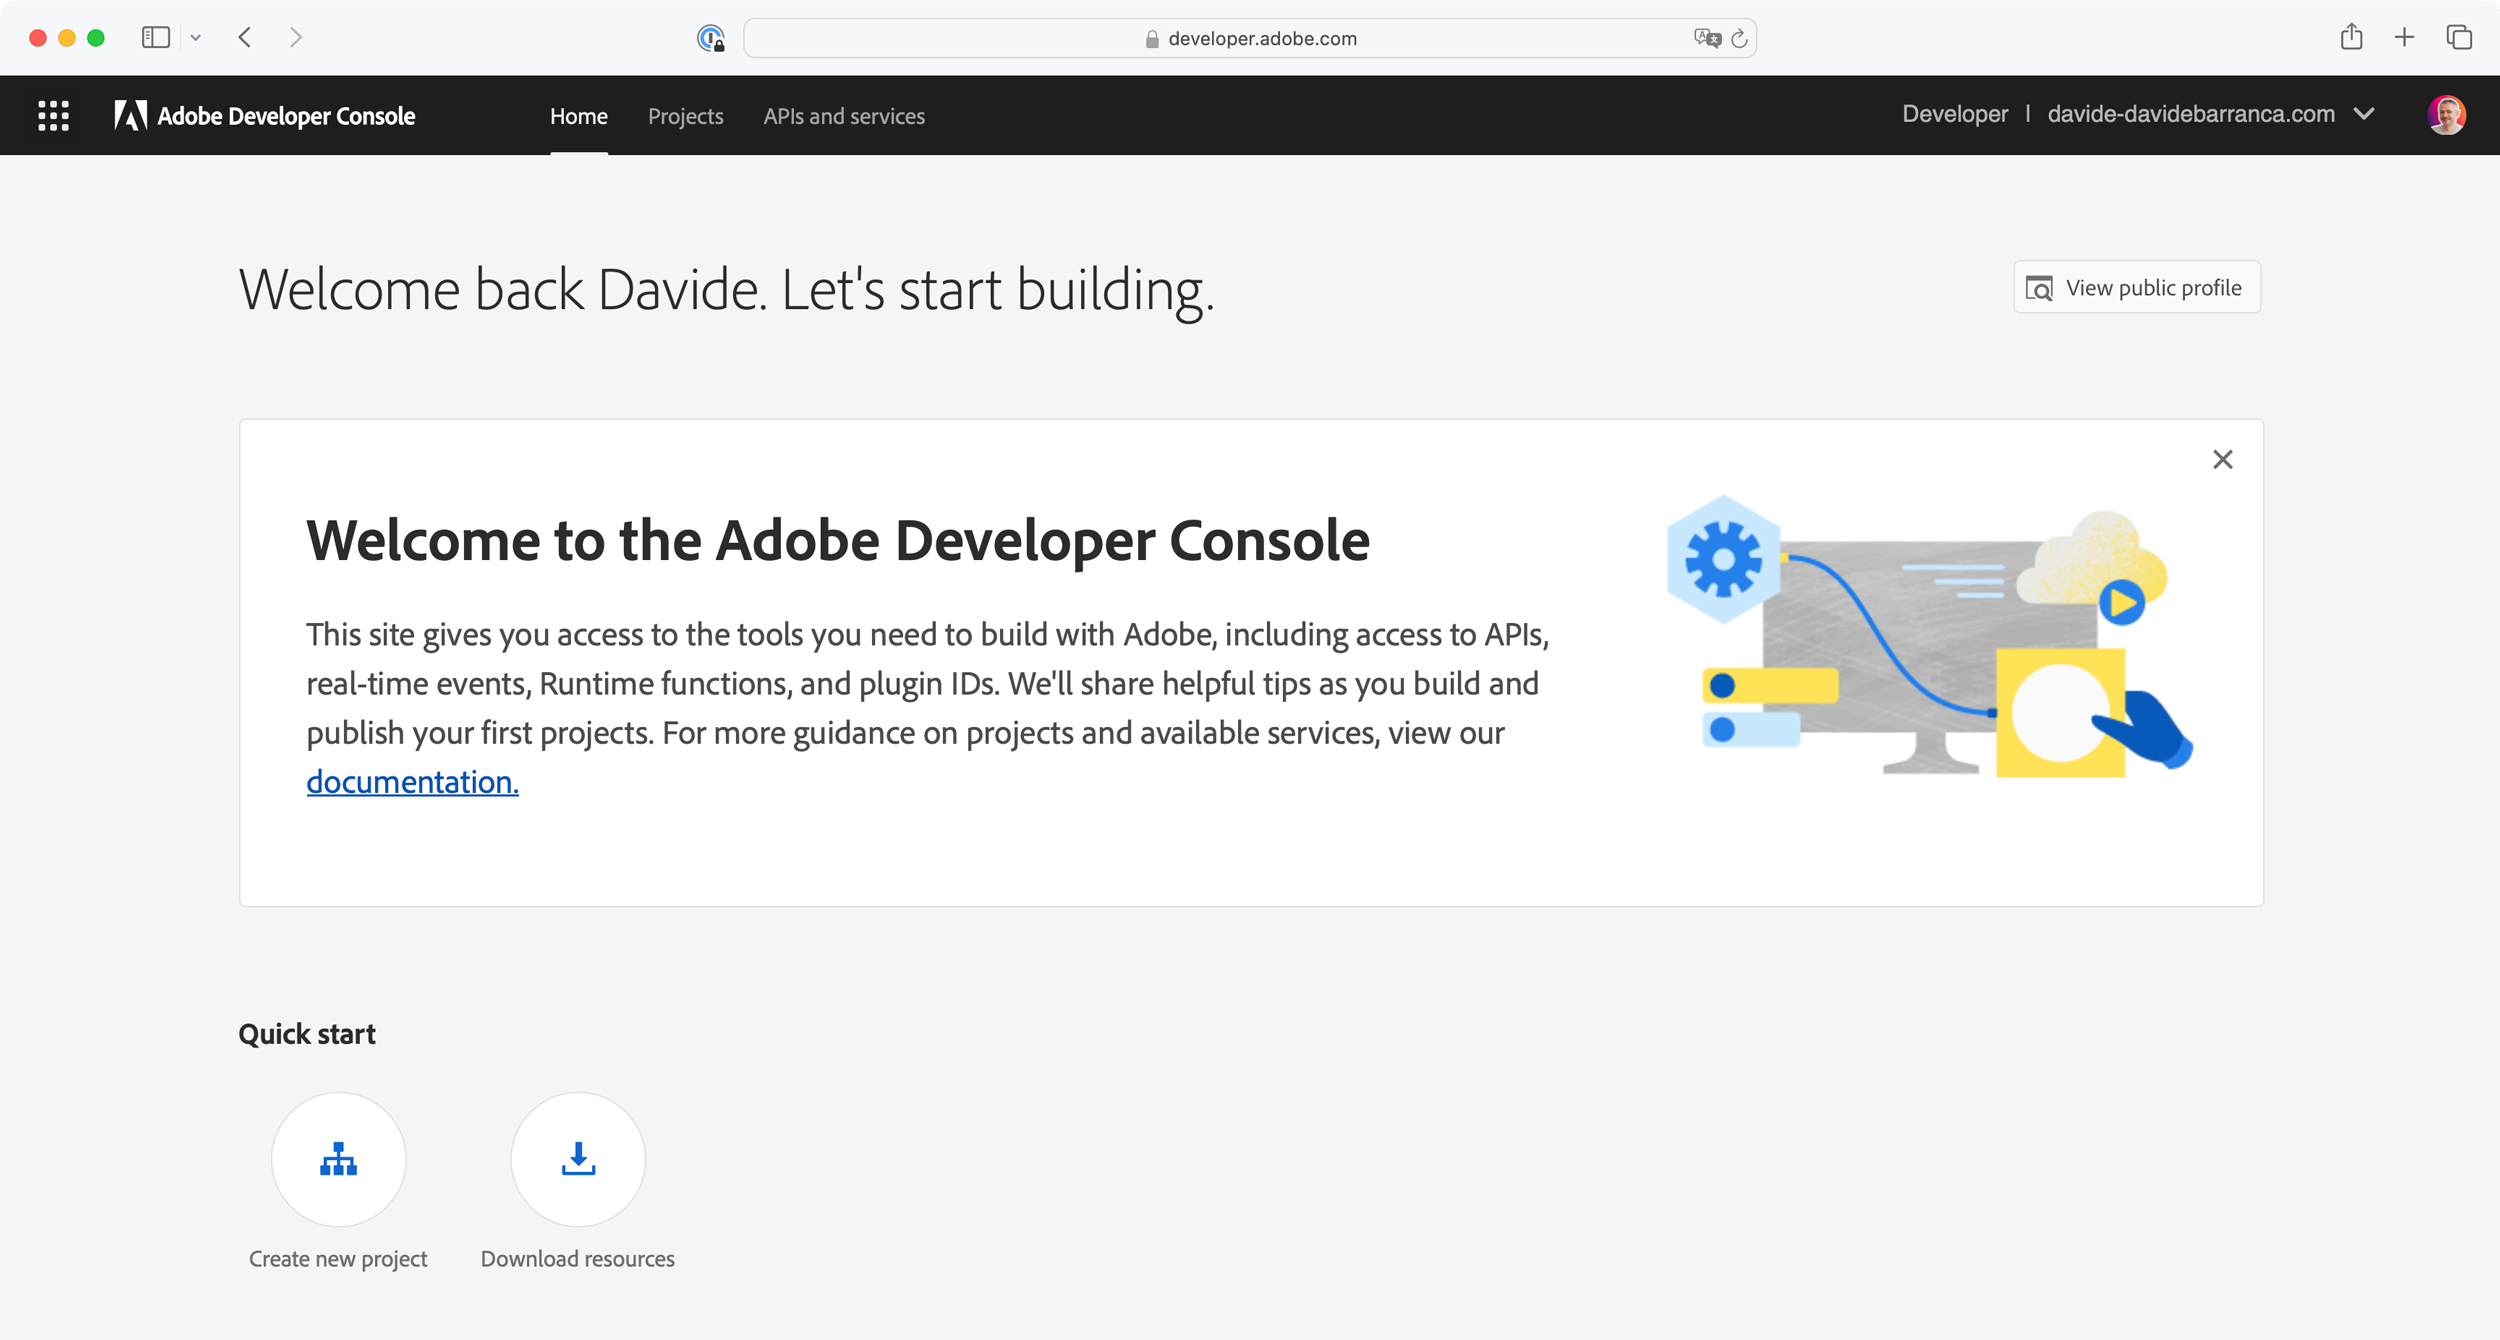 developer.adobe.com
Adobe Developer Console
Home
Projects
APIs and services
Developer | davide-davidebarranca.com
Welcome back Davide. Let's start building.
View public profile
Welcome to the Adobe Developer Console
This site gives you access to the tools you need to build with Adobe, including access to APIs,
real-time events, Runtime functions, and plugin IDs. We'll share helpful tips as you build and
publish your first projects. For more guidance on projects and available services, view our
documentation.
Quick start
Create new project
Download resources